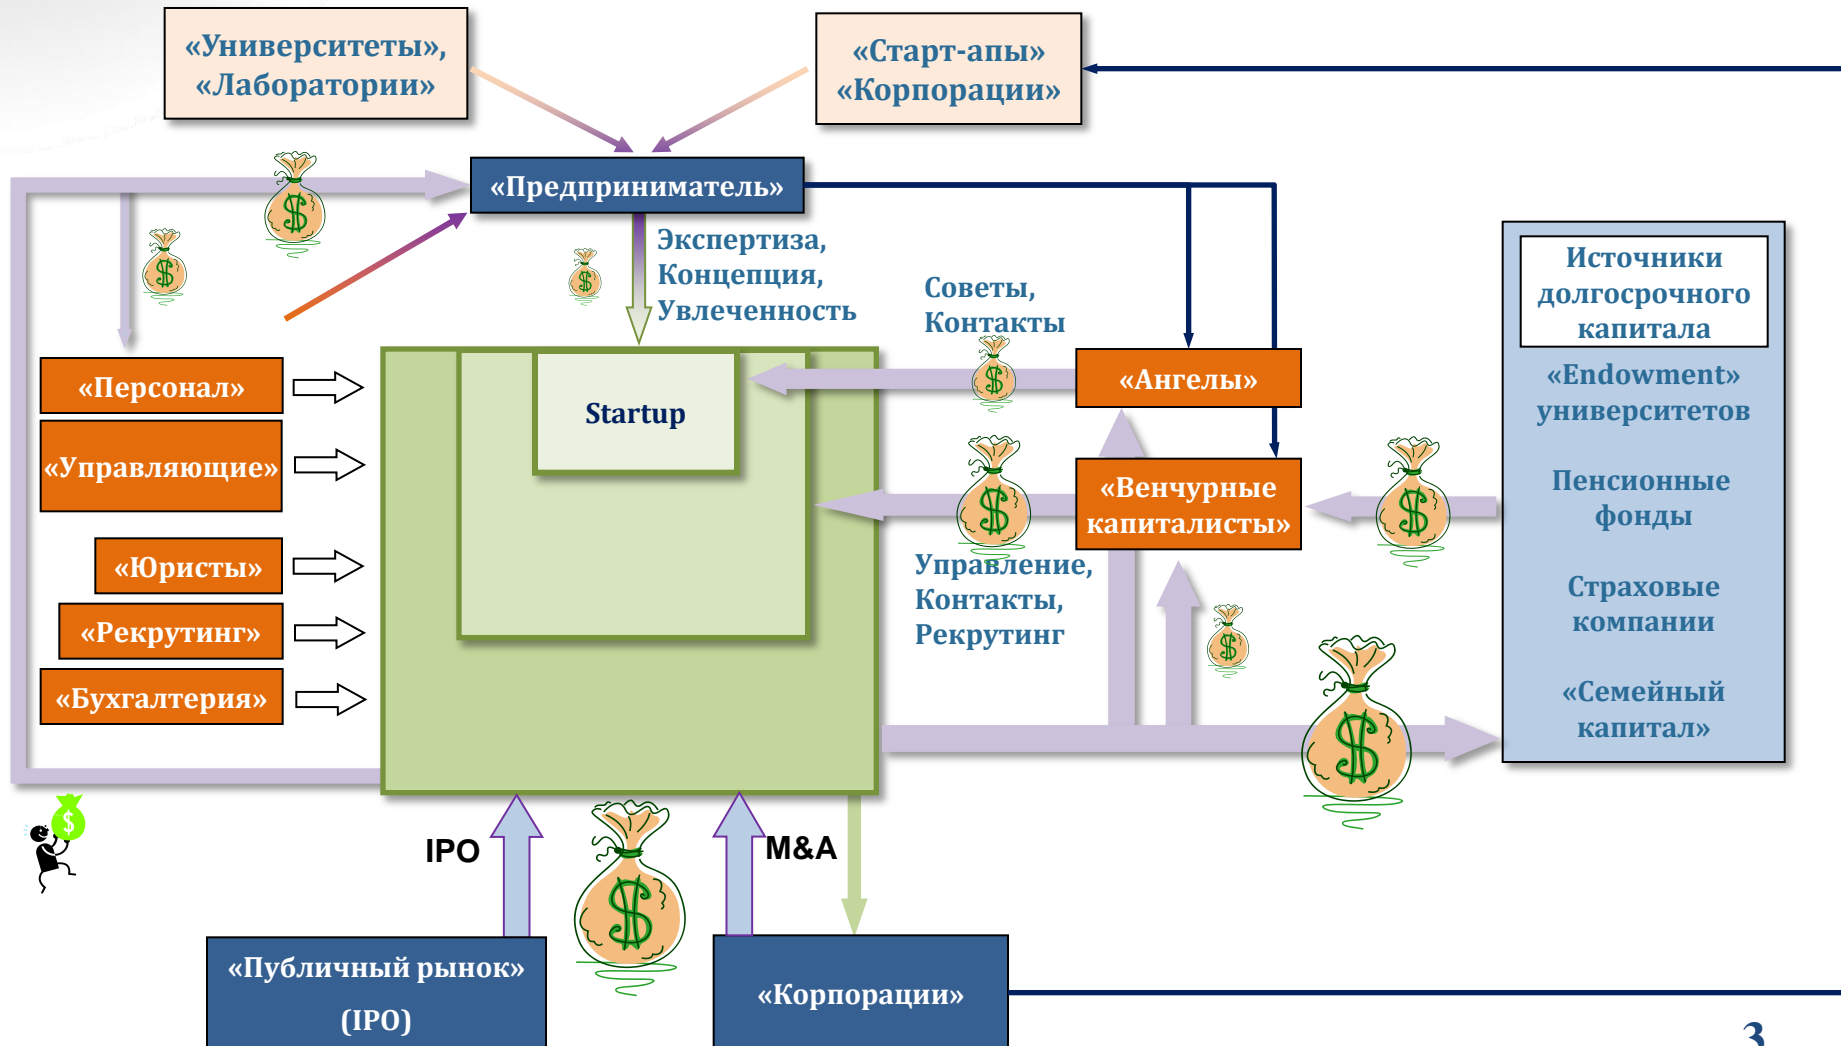 «Университеты»,
«Лаборатории»
«Старт-апы»
«Корпорации»
«Предприниматель»
Экспертиза,
Концепция,
Увлеченность
Советы,
Контакты
Источники
долгосрочного
капитала
«Endowment»
университетов
Пенсионные
фонды
Страховые
компании
«Семейный
капитал»
«Персонал»
«Управляющие»
«Юристы»
«Рекрутинг»
«Бухгалтерия»
Startup
«Ангелы»
«Венчурные
капиталисты»
Управление,
Контакты,
Рекрутинг
IPO
M&A
«Публичный рынок»
(IPO)
«Корпорации»
3